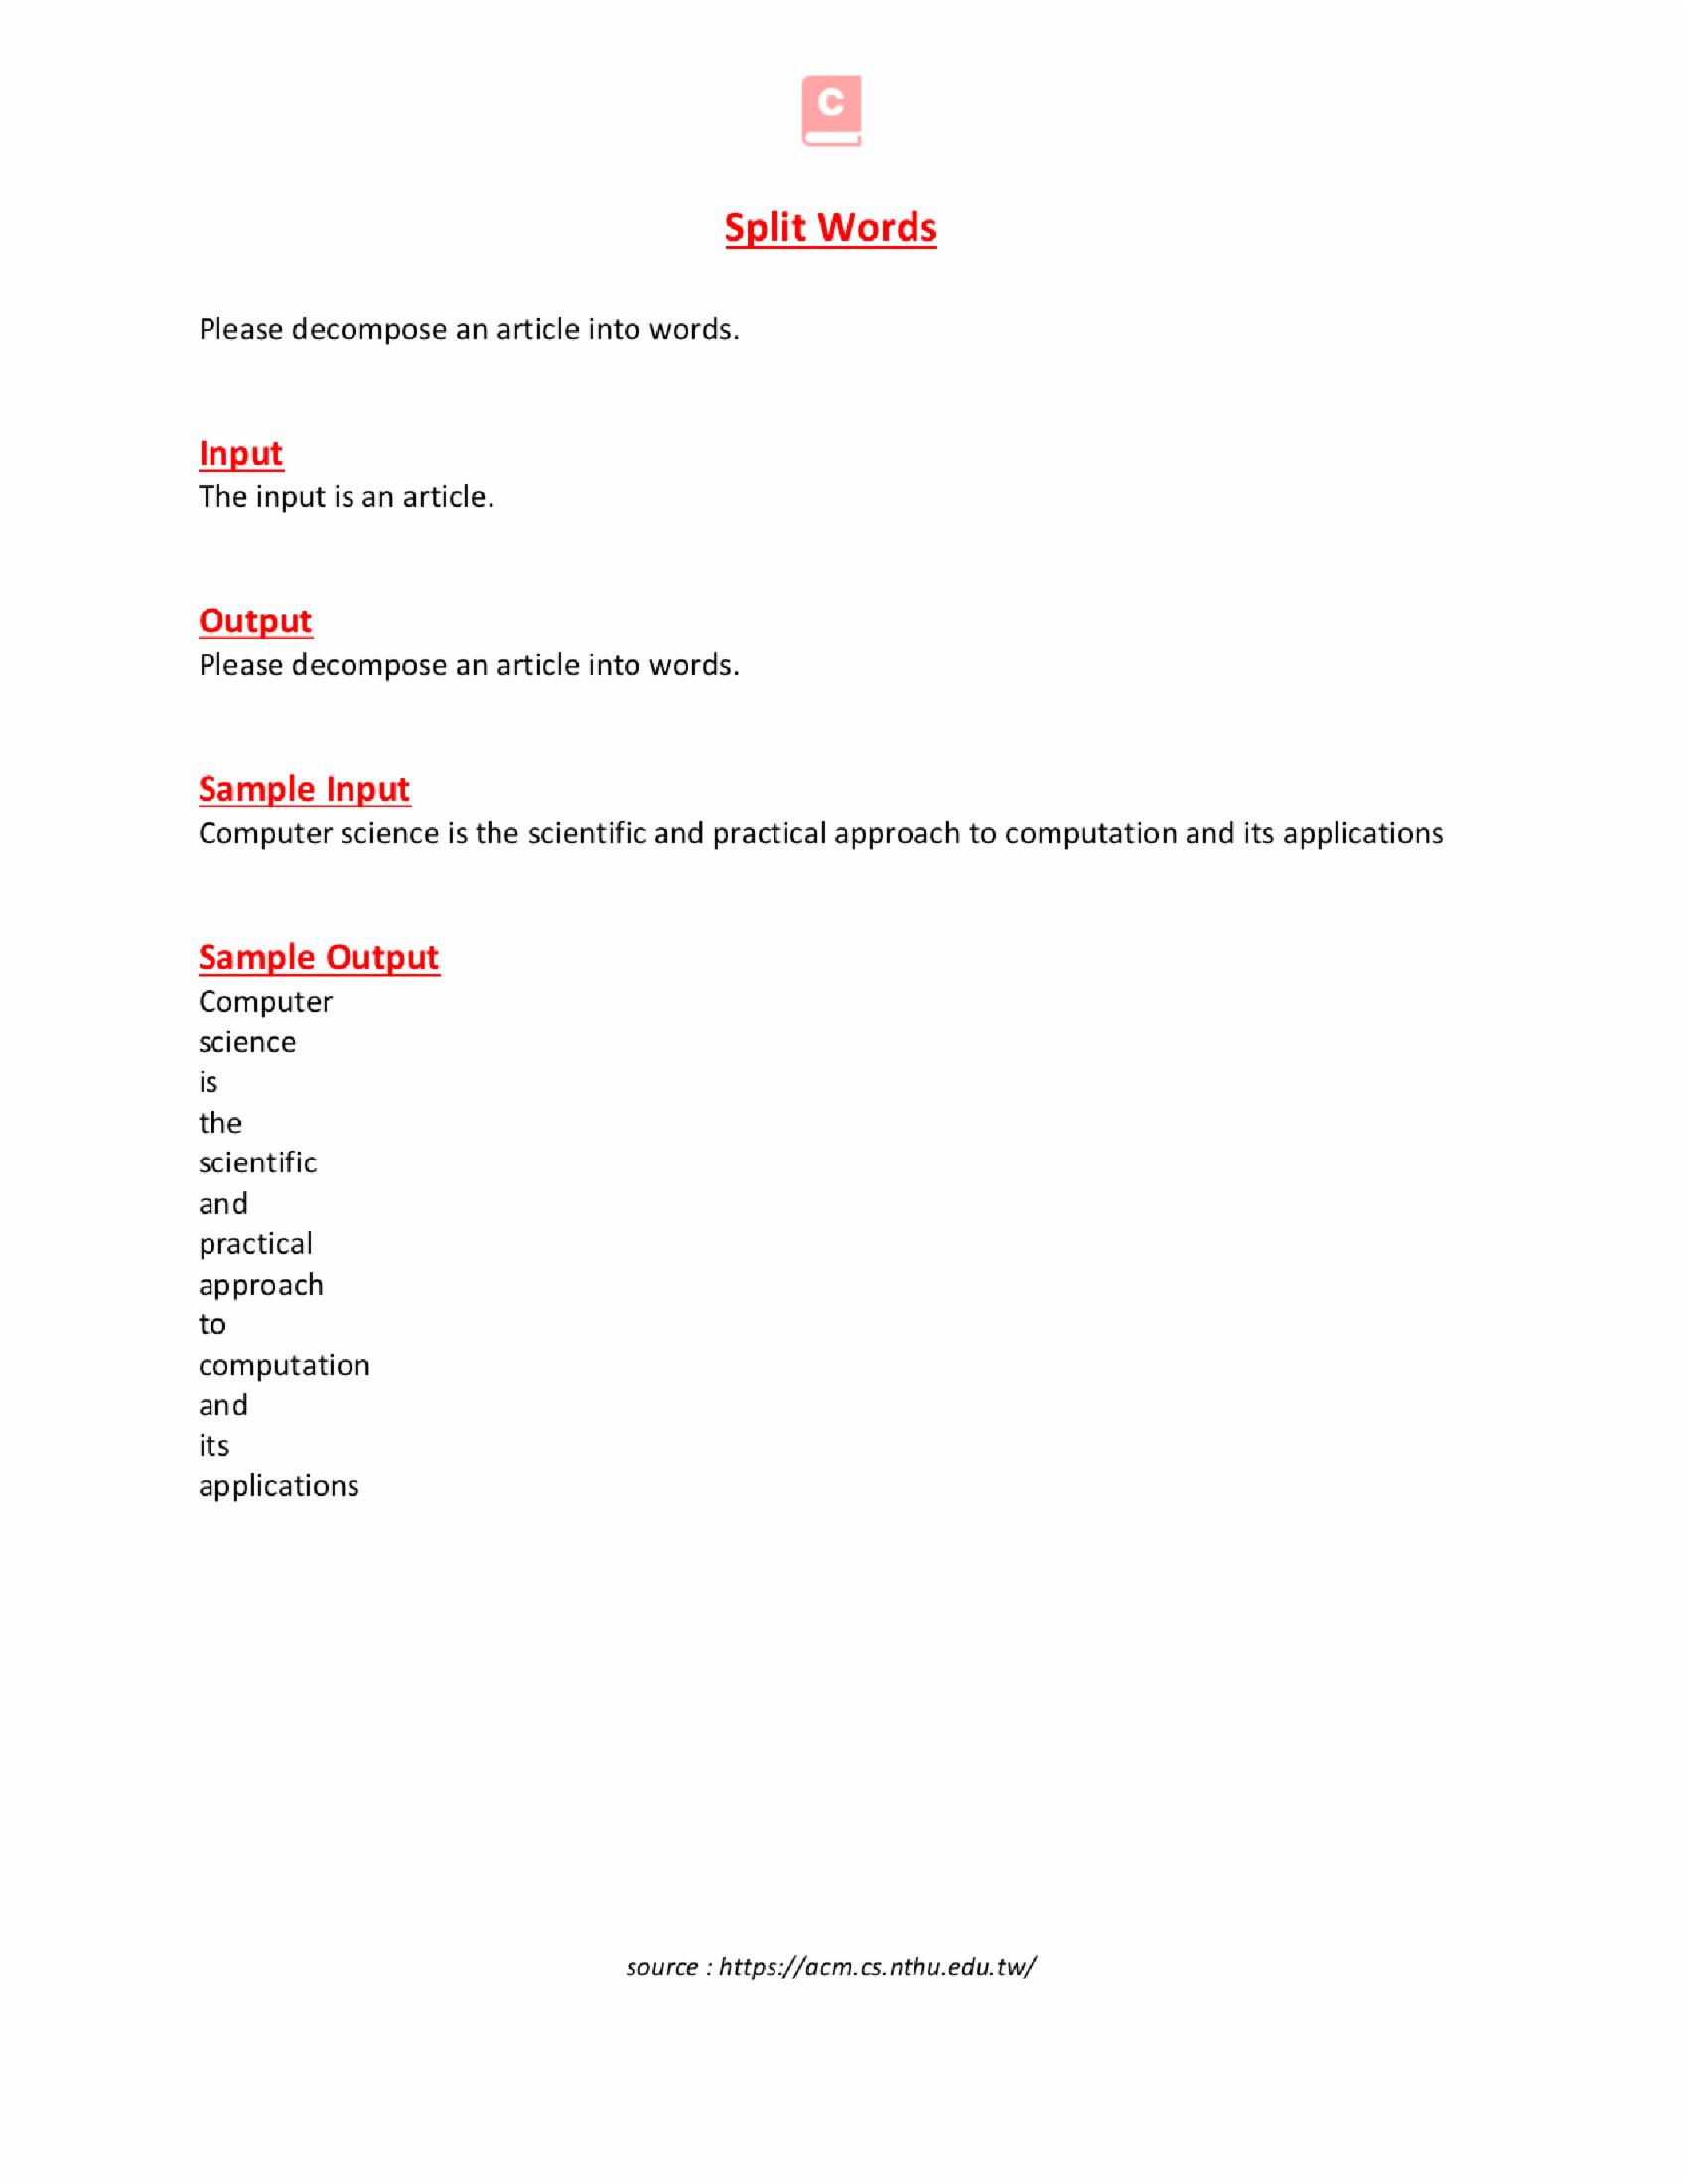 C
Split Words
Please decompose an article into words.
Input
The input is an article.
Output
Please decompose an article into words.
Sample Input
Computer science is the scientific and practical approach to computation and its applications
Sample Output
Computer
science
is
the
scientific
and
practical
approach
to
computation
and
its
applications
source : https://acm.cs.nthu.edu.tw/